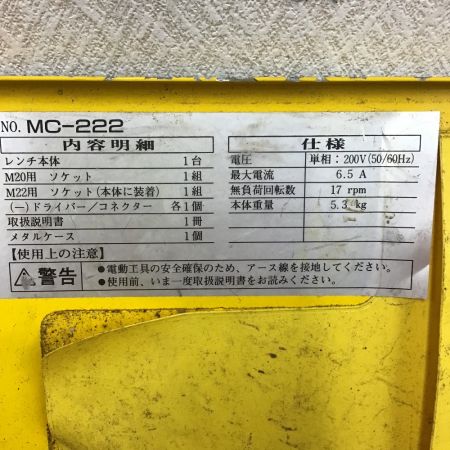 NO. MC-222
内容明細
レンチ本体 1台
M20用 ソケット 1組
M22用 ソケット(本体に装着) 1組
(一)ドライバー/コネクター 各1個
取扱説明書 1冊
メタルケース 1個
仕様
電圧 単相:200V(50/60Hz)
最大電流 6.5 A
無負荷回転数 17 rpm
本体重量 5.3 kg
【使用上の注意】
警告
●電動工具の安全確保のため、アース線を接地してください。
●使用前、いま一度取扱説明書をお読みください。